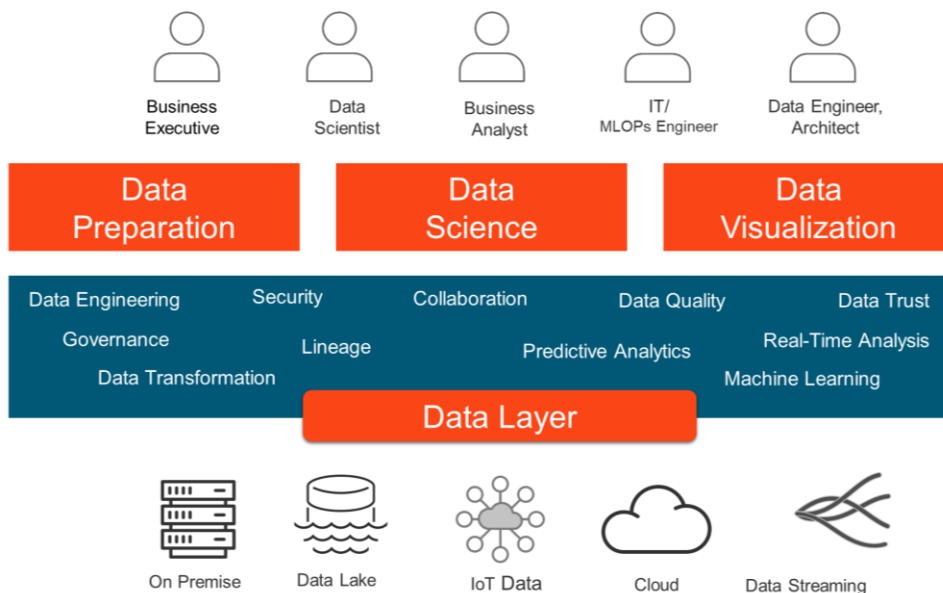 Business
Executive
Data
Scientist
Business
Analyst
IT/
MLOPs Engineer
Data Engineer,
Architect
Data
Preparation
Data
Science
Data
Visualization
Data Engineering
Security
Collaboration
Data Quality
Data Trust
Governance
Lineage
Predictive Analytics
Real-Time Analysis
Data Transformation
Machine Learning
Data Layer
On Premise
Data Lake
IoT Data
Cloud
Data Streaming